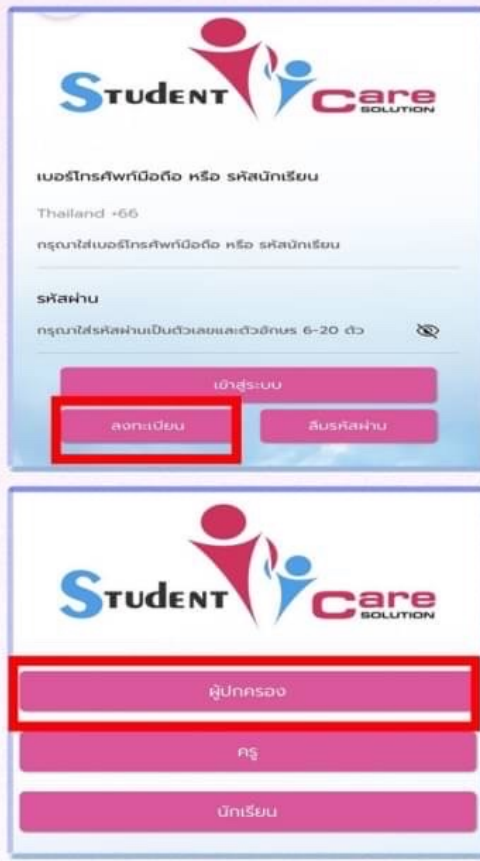 STUDENT Care
SOLUTION
เบอร์โทรศัพท์มือถือ หรือ รหัสนักเรียน
Thailand +66
กรุณาใส่เบอร์โทรศัพท์มือถือ หรือ รหัสนักเรียน
รหัสผ่าน
กรุณาใส่รหัสผ่านเป็นตัวเลขและตัวอักษร 6-20 ตัว
เข้าสู่ระบบ
ลงทะเบียน ลืมรหัสผ่าน
STUDENT Care
SOLUTION
ผู้ปกครอง
ครู
นักเรียน